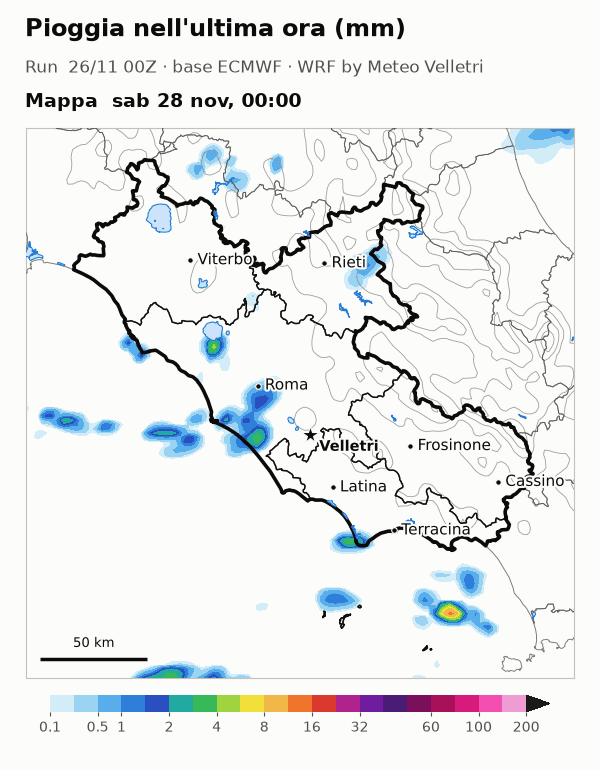 Pioggia nell'ultima ora (mm)
Run  26/11 00Z · base ECMWF · WRF by Meteo Velletri
Mappa  sab 28 nov, 00:00
Viterbo
Rieti
Roma
Velletri
Frosinone
Cassino
Latina
Terracina
50 km
0.1 0.5 1 2 4 8 16 32 60 100 200